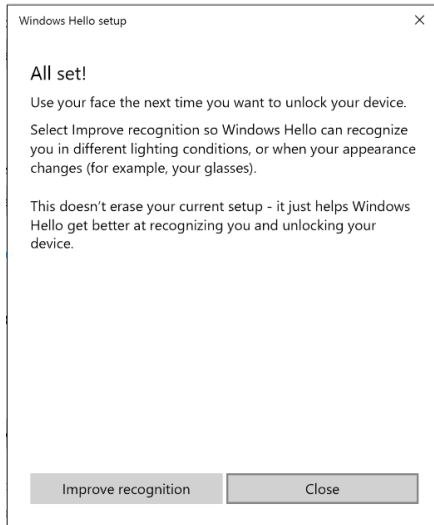 Windows Hello setup
All set!
Use your face the next time you want to unlock your device.
Select Improve recognition so Windows Hello can recognize
you in different lighting conditions, or when your appearance
changes (for example, your glasses).
This doesn't erase your current setup - it just helps Windows
Hello get better at recognizing you and unlocking your
device.
Improve recognition
Close